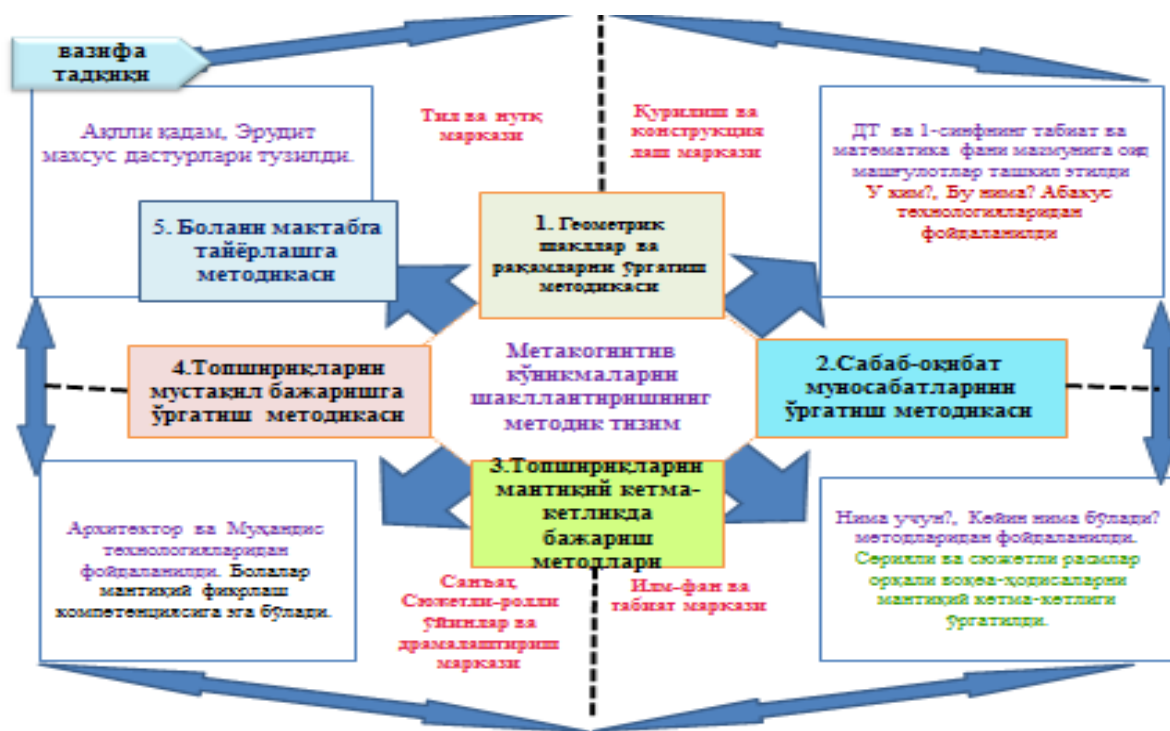 вазифа
тадқиқи
Ақлли қадам, Эрудит
махсус дастурлари тузилди.
5. Болани мактабга
тайёрлашга
методикаси
Тил ва нутқ
маркази
Қурилиш ва
конструкция
лаш маркази
ДТ ва 1-синфнинг табиат ва
математика фани мазмунига оид
машғулотлар ташкил этилди
У ким?, Бу нима? Абакус
технологияларидан
фойдаланилди
1. Геометрик
шакллар ва
рақамларни ўргатиш
методикаси
4.Топшириқларни
мустақил бажаришга
ўргатиш методикаси
Метакогнитив
кўникмаларни
шакллантиришнинг
методик тизим
2.Сабаб-оқибат
муносабатларини
ўргатиш методикаси
3.Топшириқларни
мантиқий кетма-
кетликда
бажариш
методлари
Архитектор ва Муҳандис
технологияларидан
фойдаланилди. Болалар
мантиқий фикрлаш
компетенциясига эга бўлади.
Санъат,
Сюжетли-ролли
ўйинлар ва
драмалаштириш
маркази
Илм-фан ва
табиат маркази
Нима учун?, Кейин нима бўлади?
методларидан фойдаланилди.
Серияли ва сюжетли расмлар
орқали воқеа-ҳодисаларни
мантиқий кетма-кетлиги
ўргатилди.